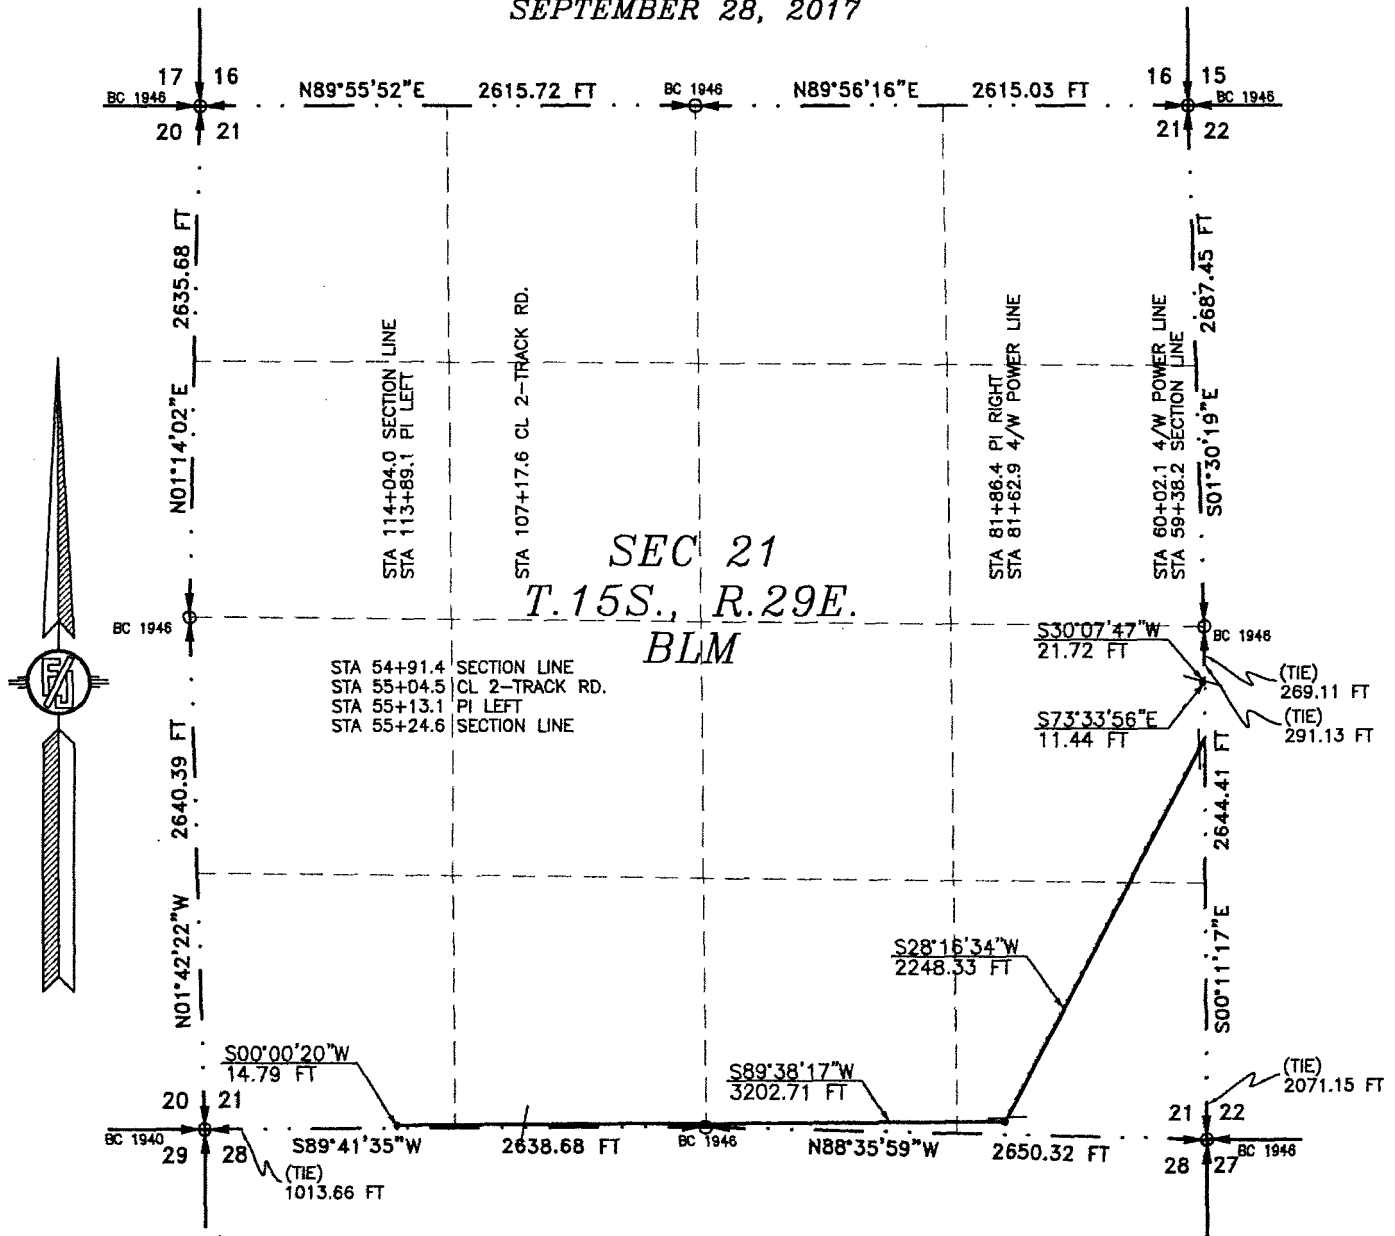 SEPTEMBER 28, 2017
17 16
N89°55'52"E 2615.72 FT
BC 1946
N89°56'16"E 2615.03 FT
16 15
BC 1946
BC 1946
20 21
21 22
2635.68 FT
N01°14'02"E
2687.45 FT
S01°30'19"E
STA 114+04.0 SECTION LINE
STA 113+89.1 PI LEFT
STA 107+17.6 CL 2-TRACK RD.
STA 81+86.4 PI RIGHT
STA 81+62.9 4/W POWER LINE
STA 60+02.1 4/W POWER LINE
STA 59+38.2 SECTION LINE
SEC 21
T.15S., R.29E.
BLM
BC 1946
BC 1946
S30°07'47"W
21.72 FT
(TIE)
269.11 FT
STA 54+91.4 SECTION LINE
STA 55+04.5 CL 2-TRACK RD.
STA 55+13.1 PI LEFT
STA 55+24.6 SECTION LINE
S73°33'56"E
11.44 FT
(TIE)
291.13 FT
2640.39 FT
N01°42'22"W
2644.41 FT
S00°11'17"E
S28°16'34"W
2248.33 FT
S00°00'20"W
14.79 FT
S89°38'17"W
3202.71 FT
(TIE)
2071.15 FT
20 21
21 22
BC 1940
S89°41'35"W 2638.68 FT
BC 1946
N88°35'59"W 2650.32 FT
BC 1946
29 28
28 27
(TIE)
1013.66 FT